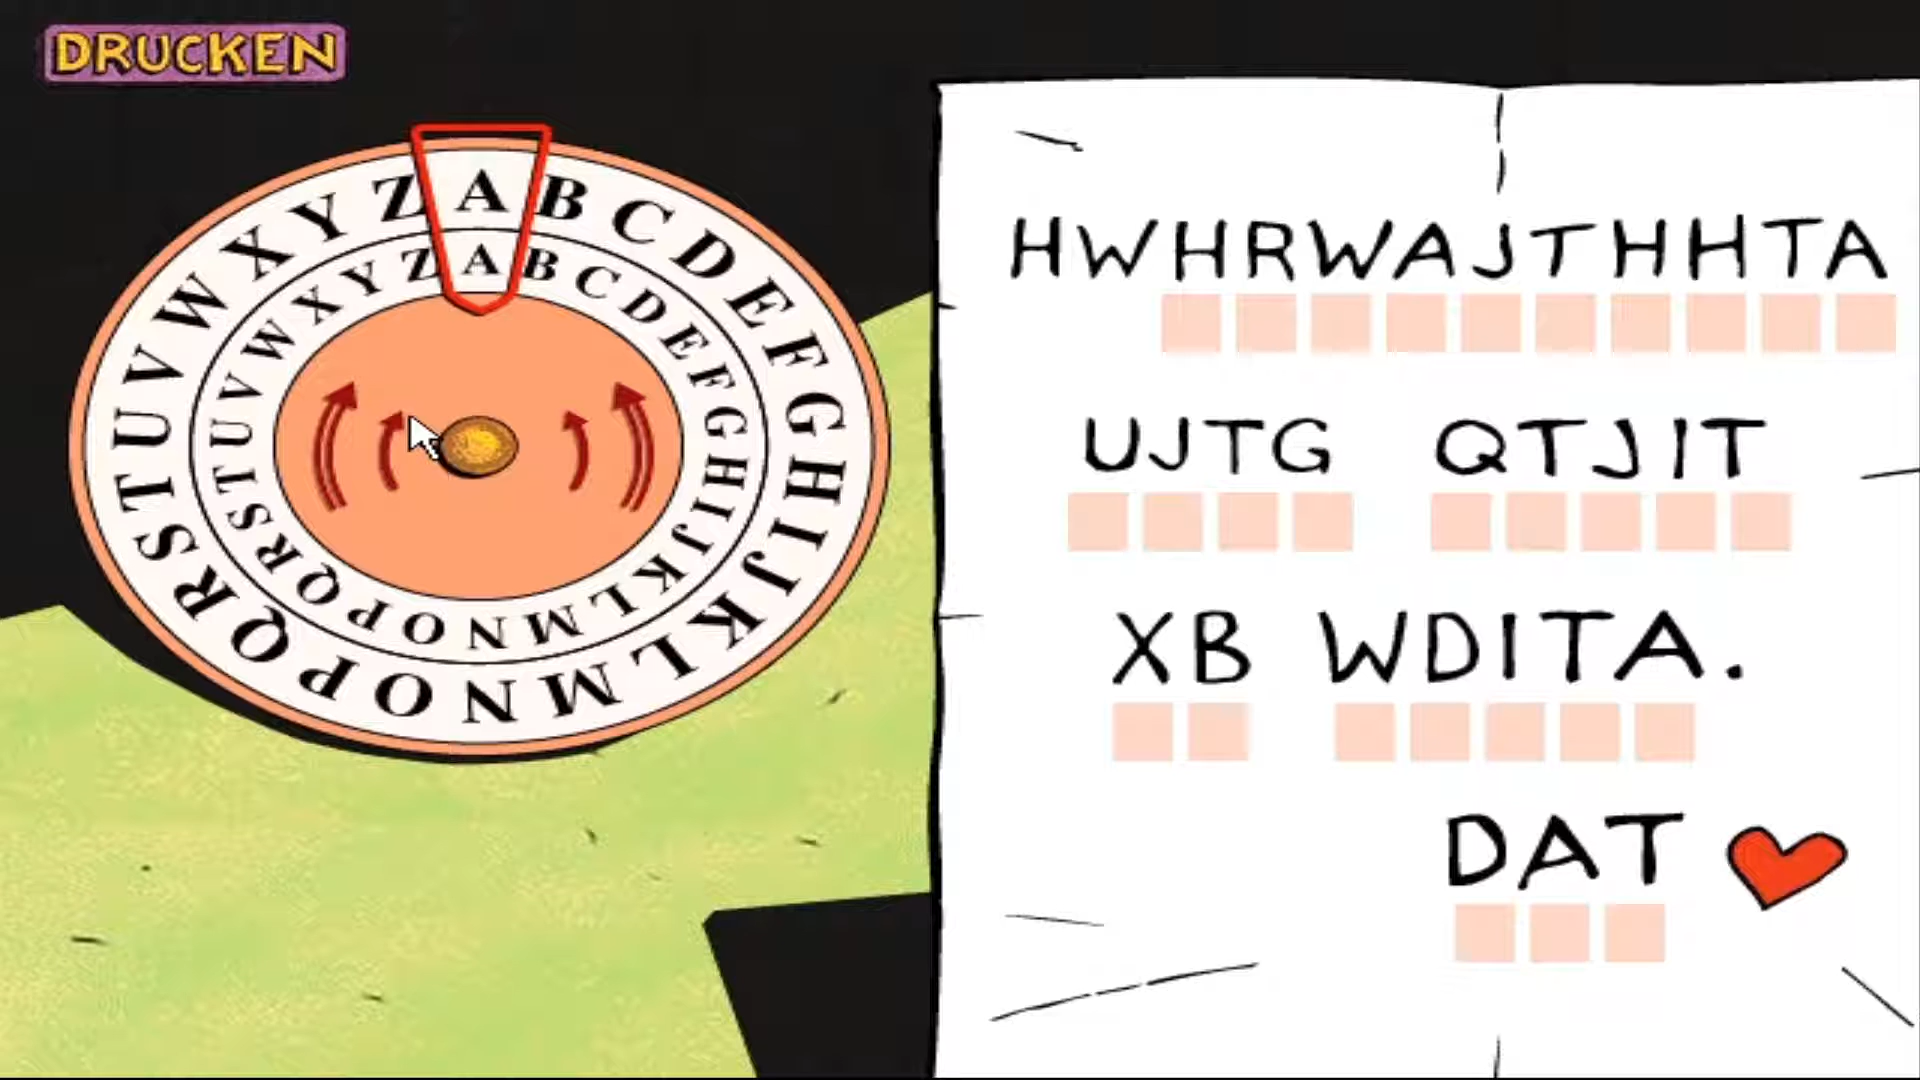 DRUCKEN
A B C D E F G H I J K L M N O P Q R S T U V W X Y Z
A B C D E F G H I J K L M N O P Q R S T U V W X Y Z
HWHRWAJTHHTA
UJTG QTJIT
XB WDITA.
DAT